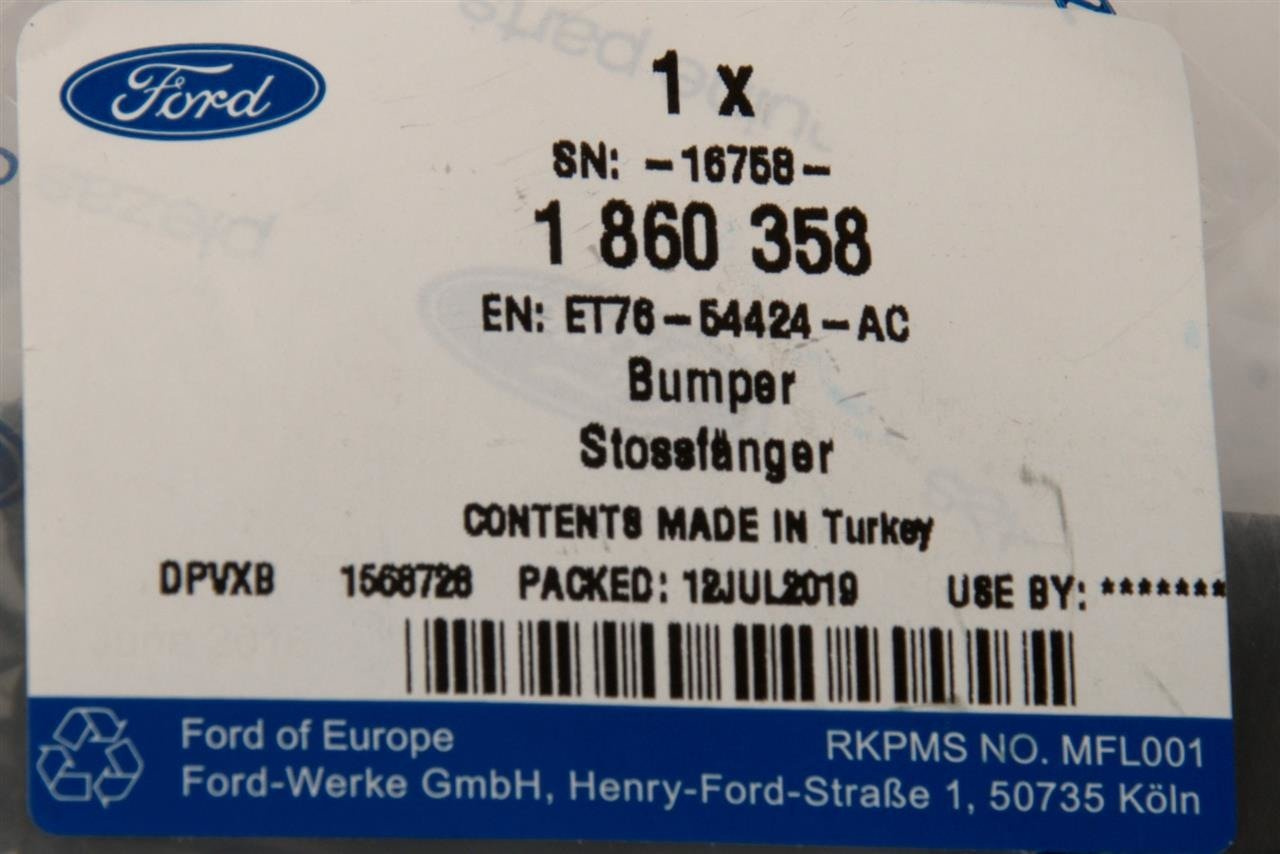 Ford
1 x
SN: -16758-
1 860 358
EN: ET76-54424-AC
Bumper
Stossfänger
CONTENTS MADE IN Turkey
DPVXB 1568728 PACKED: 12JUL2019 USE BY: *******
Ford of Europe
RKPMS NO. MFL001
Ford-Werke GmbH, Henry-Ford-Straße 1, 50735 Köln